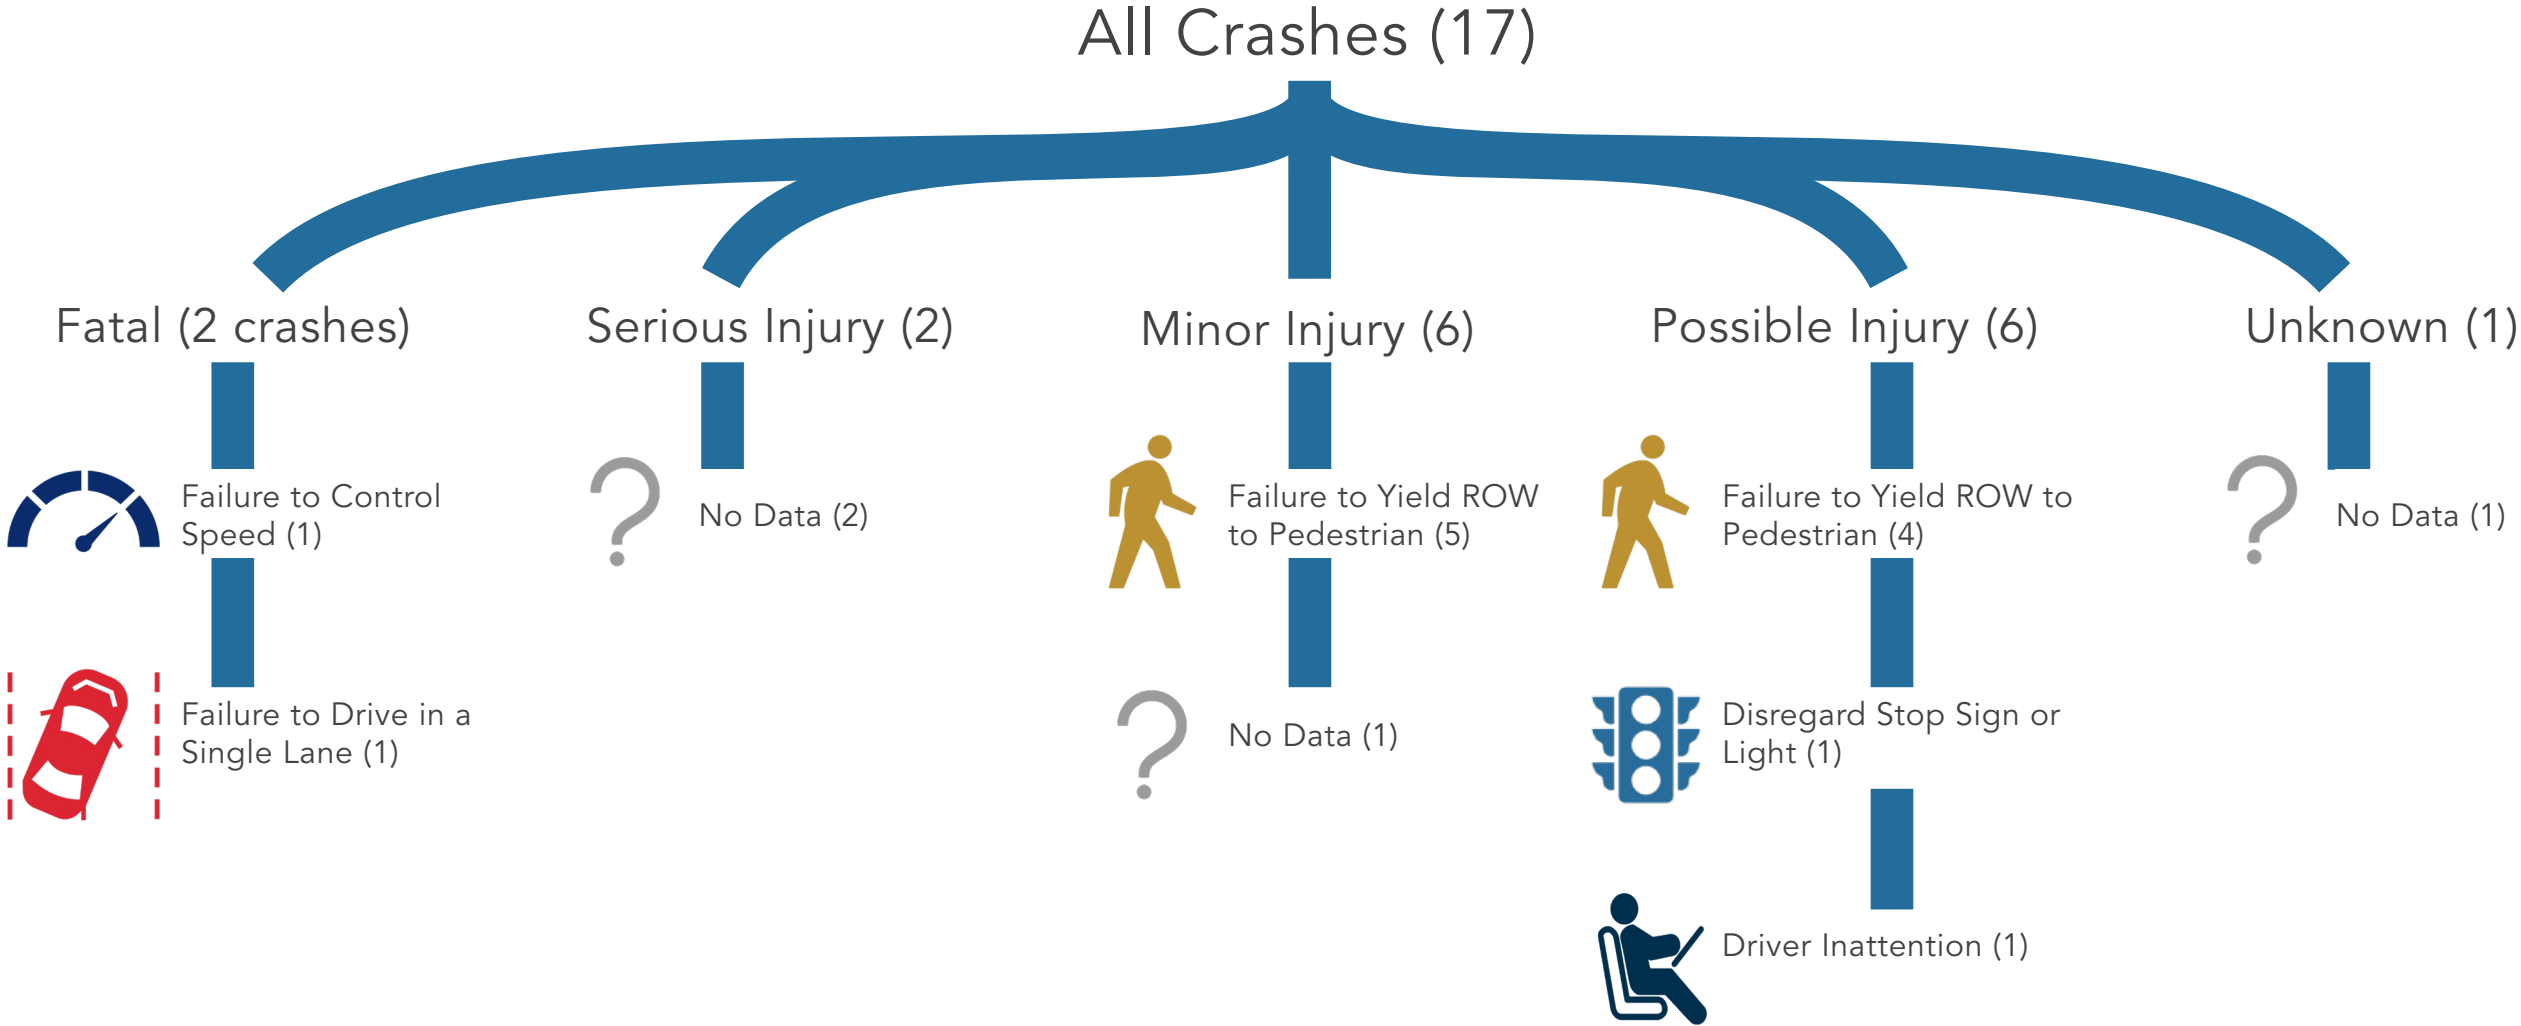 All Crashes (17)
Fatal (2 crashes)
Serious Injury (2)
Minor Injury (6)
Possible Injury (6)
Unknown (1)
Failure to Control
Speed (1)
Failure to Drive in a
Single Lane (1)
No Data (2)
Failure to Yield ROW
to Pedestrian (5)
No Data (1)
Failure to Yield ROW to
Pedestrian (4)
Disregard Stop Sign or
Light (1)
Driver Inattention (1)
No Data (1)